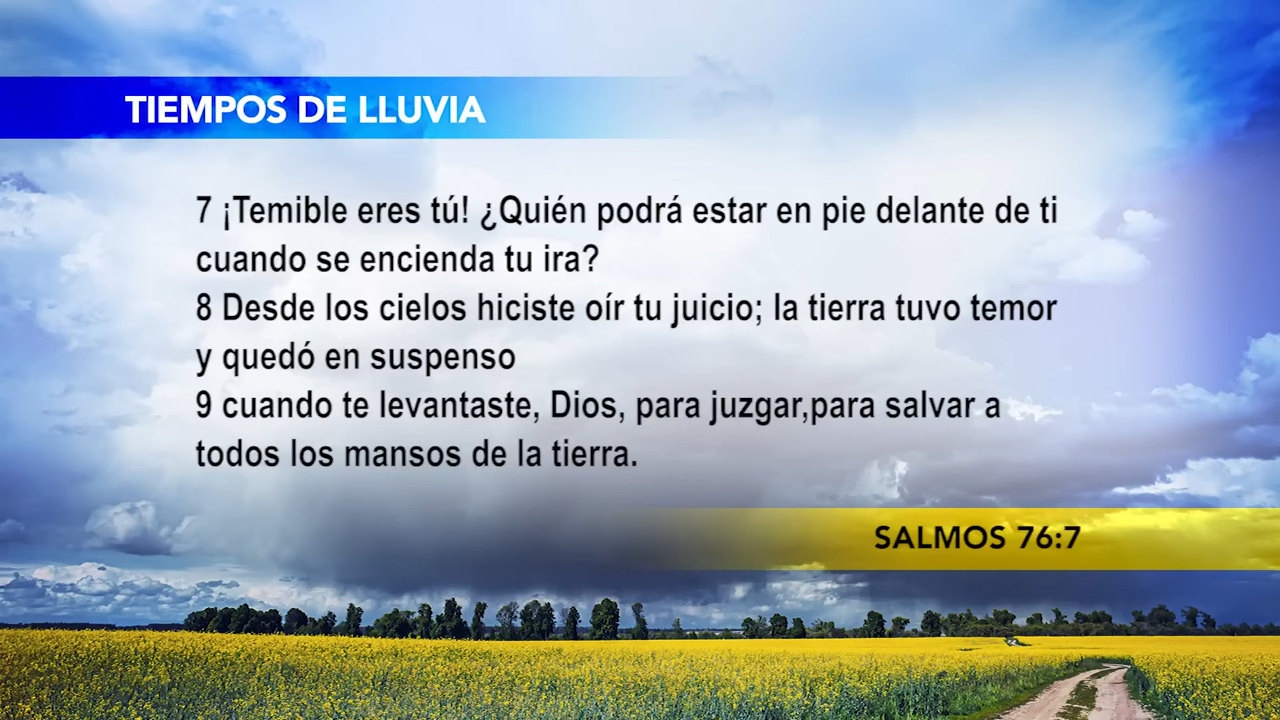 TIEMPOS DE LLUVIA
7 ¡Temible eres tú! ¿Quién podrá estar en pie delante de ti
cuando se encienda tu ira?
8 Desde los cielos hiciste oír tu juicio; la tierra tuvo temor
y quedó en suspenso
9 cuando te levantaste, Dios, para juzgar,para salvar a
todos los mansos de la tierra.
SALMOS 76:7